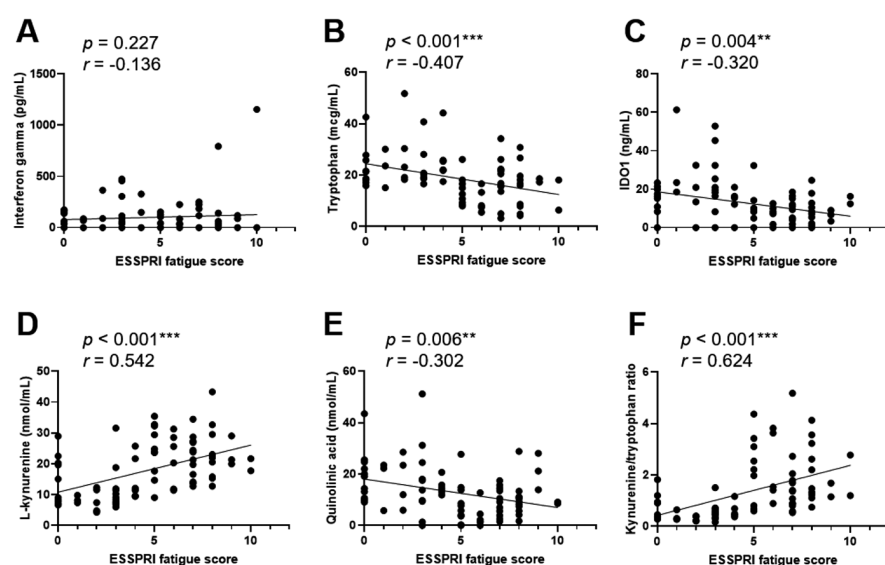 A
p = 0.227
r = -0.136
Interferon gamma (pg/mL)
1500
1000
500
0
0
5
10
ESSPRI fatigue score
B
p < 0.001***
r = -0.407
Tryptophan (mcg/mL)
60
40
20
0
0
5
10
ESSPRI fatigue score
C
p = 0.004**
r = -0.320
IDO1 (ng/mL)
80
60
40
20
0
0
5
10
ESSPRI fatigue score
D
p < 0.001***
r = 0.542
L-kynurenine (nmol/mL)
50
40
30
20
10
0
0
5
10
ESSPRI fatigue score
E
p = 0.006**
r = -0.302
Quinolinic acid (nmol/mL)
60
40
20
0
0
5
10
ESSPRI fatigue score
F
p < 0.001***
r = 0.624
Kynurenine/tryptophan ratio
6
4
2
0
0
5
10
ESSPRI fatigue score